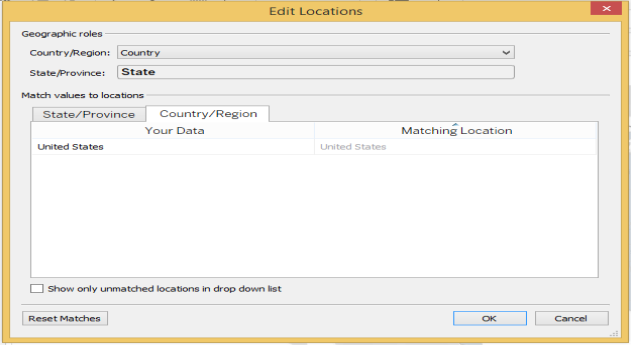 Edit Locations
Geographic roles
Country/Region: Country
State/Province: State
Match values to locations
State/Province Country/Region
Your Data Matching Location
United States United States
Show only unmatched locations in drop down list
Reset Matches OK Cancel